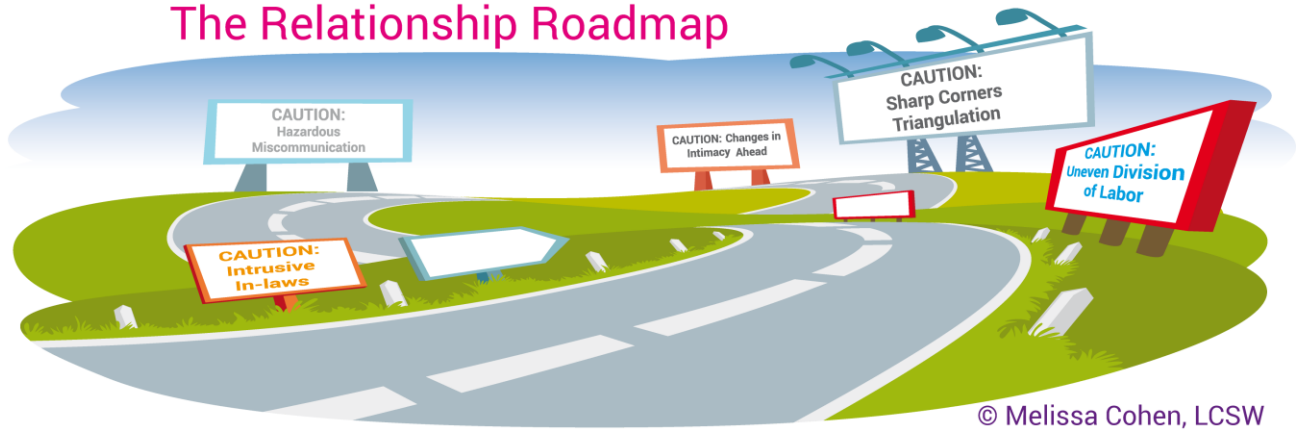 The Relationship Roadmap
CAUTION:
Hazardous
Miscommunication
CAUTION: Changes in
Intimacy Ahead
CAUTION:
Sharp Corners
Triangulation
CAUTION:
Uneven Division
of Labor
CAUTION:
Intrusive
In-laws
© Melissa Cohen, LCSW